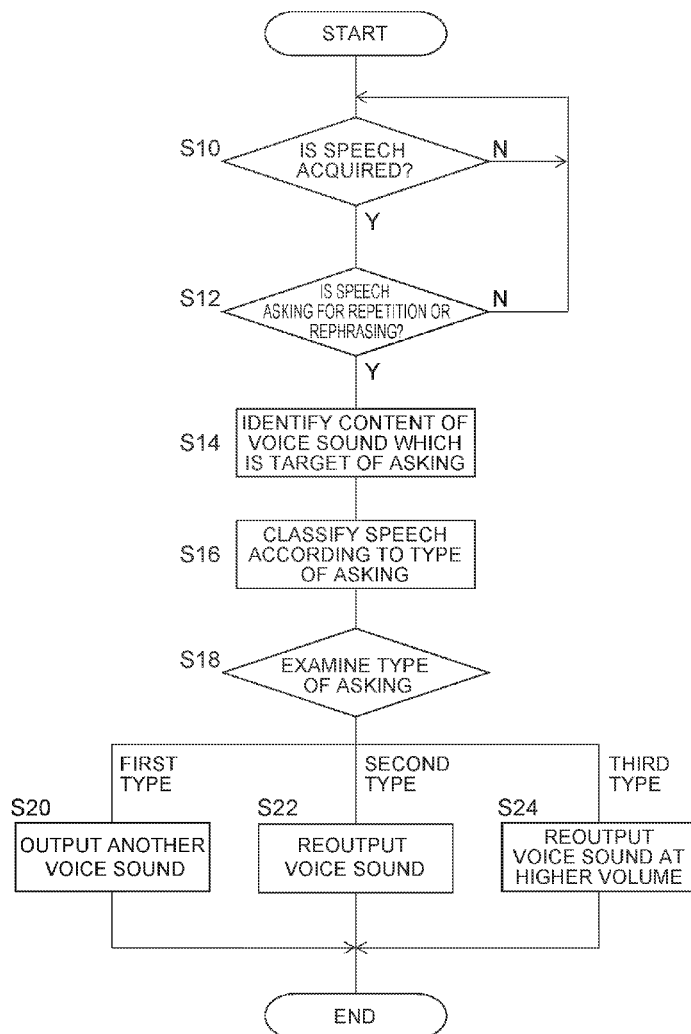 START
S10
IS SPEECH
ACQUIRED?
N
Y
S12
IS SPEECH
ASKING FOR REPETITION OR
REPHRASING?
N
Y
S14
IDENTIFY CONTENT OF
VOICE SOUND WHICH
IS TARGET OF ASKING
S16
CLASSIFY SPEECH
ACCORDING TO TYPE
OF ASKING
S18
EXAMINE TYPE
OF ASKING
FIRST
TYPE
SECOND
TYPE
THIRD
TYPE
S20
OUTPUT ANOTHER
VOICE SOUND
S22
REOUTPUT
VOICE SOUND
S24
REOUTPUT
VOICE SOUND AT
HIGHER VOLUME
END